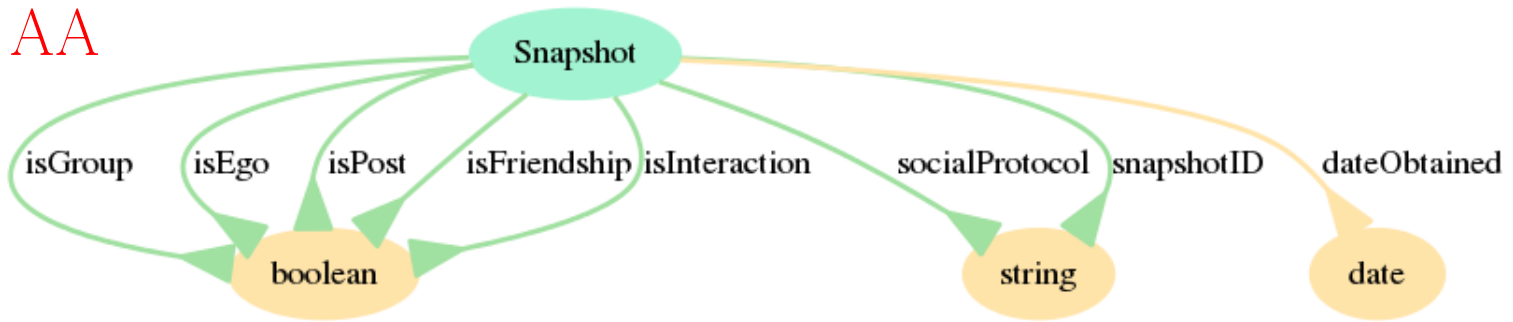 AA
Snapshot
isGroup isEgo isPost isFriendship isInteraction socialProtocol snapshotID dateObtained
boolean string date